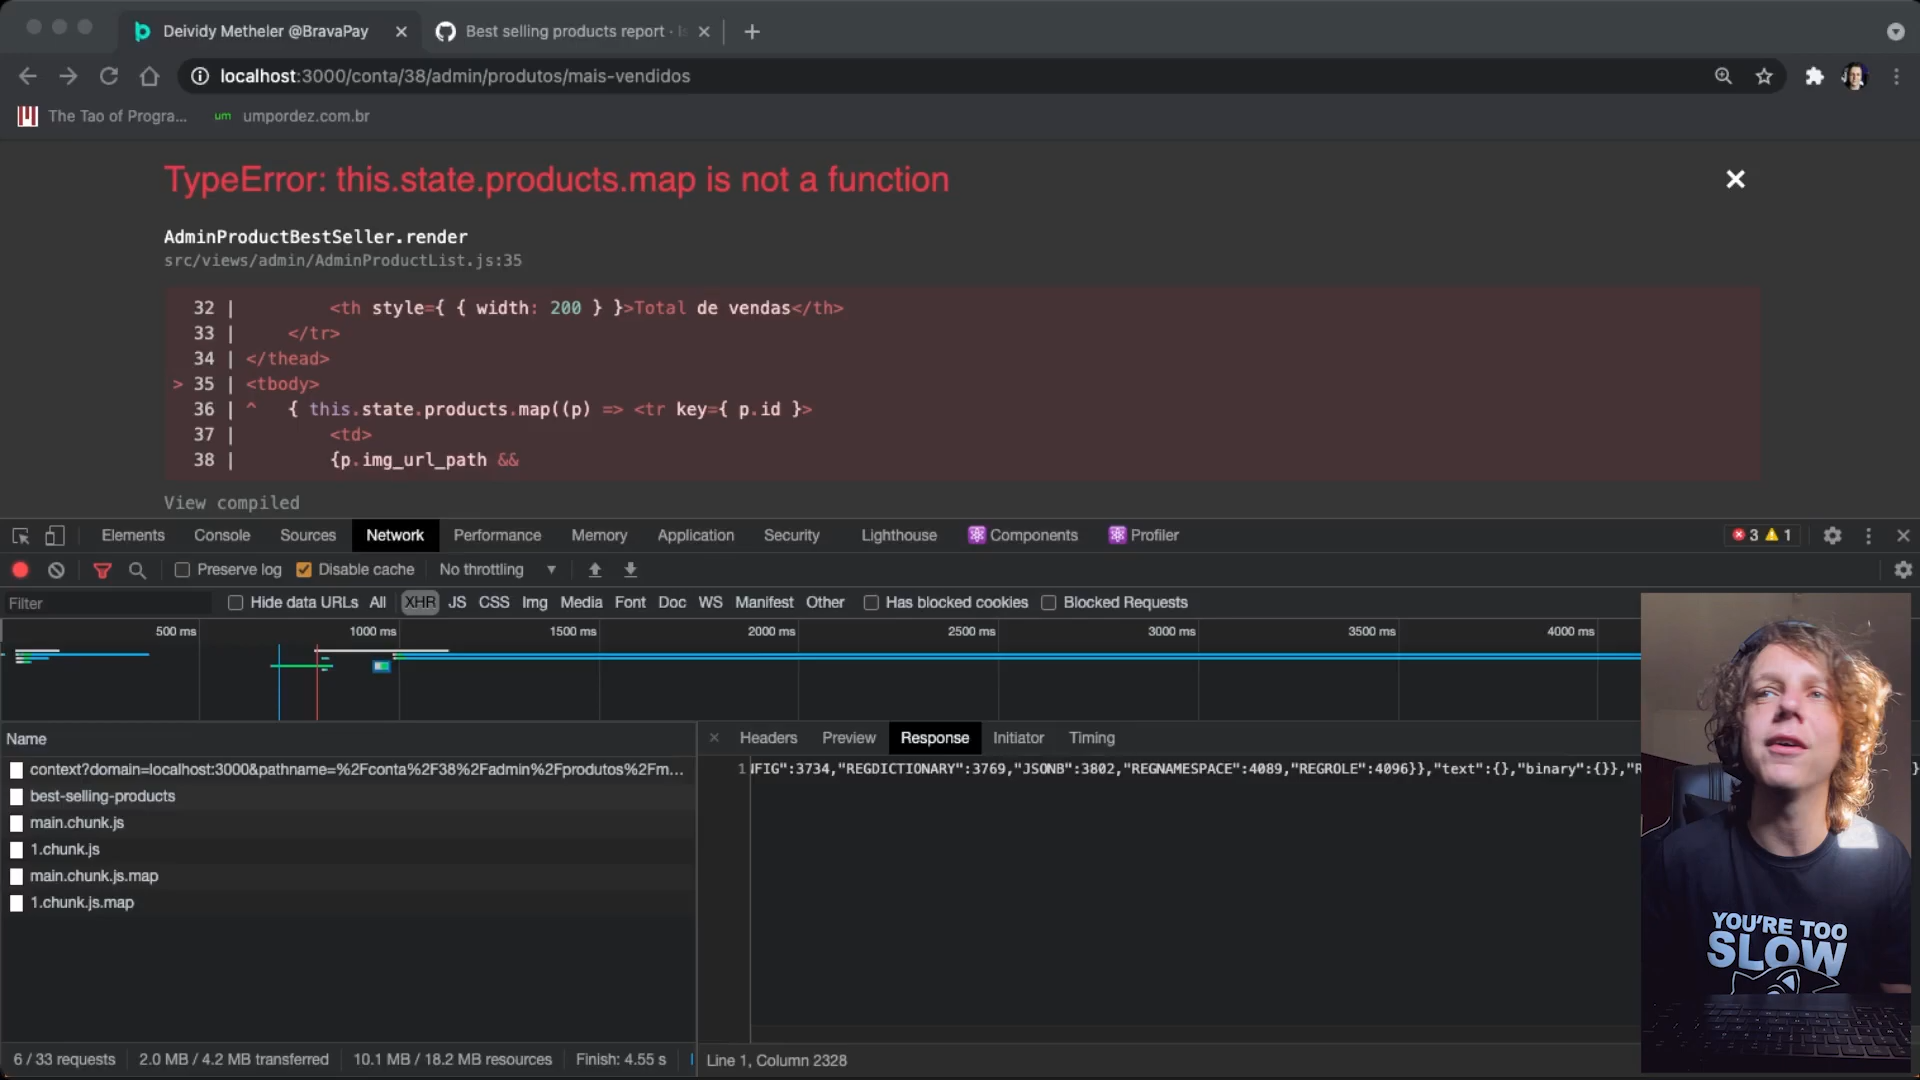 Deividy Metheler @BravaPay
Best selling products report ·
localhost:3000/conta/38/admin/produtos/mais-vendidos
The Tao of Progra...
um umpordez.com.br
TypeError: this.state.products.map is not a function
AdminProductBestSeller.render
src/views/admin/AdminProductList.js:35
32 | <th style={ { width: 200 } }>Total de vendas</th>
33 | </tr>
34 | </thead>
> 35 | <tbody>
36 | ^ { this.state.products.map((p) => <tr key={ p.id }>
37 | <td>
38 | {p.img_url_path &&
View compiled
Elements Console Sources Network Performance Memory Application Security Lighthouse Components Profiler 3 1
Preserve log Disable cache No throttling
Filter Hide data URLs All XHR JS CSS Img Media Font Doc WS Manifest Other Has blocked cookies Blocked Requests
500 ms 1000 ms 1500 ms 2000 ms 2500 ms 3000 ms 3500 ms 4000 ms
Name
Headers Preview Response Initiator Timing
context?domain=localhost:3000&pathname=%2Fconta%2F38%2Fadmin%2Fprodutos%2Fm...
best-selling-products
main.chunk.js
1.chunk.js
main.chunk.js.map
1.chunk.js.map
1 FIG":3734,"REGDICTIONARY":3769,"JSONB":3802,"REGNAMESPACE":4089,"REGROLE":4096}},"text":{},"binary":{}},"R
YOU'RE TOO
SLOW
6 / 33 requests 2.0 MB / 4.2 MB transferred 10.1 MB / 18.2 MB resources Finish: 4.55 s
Line 1, Column 2328